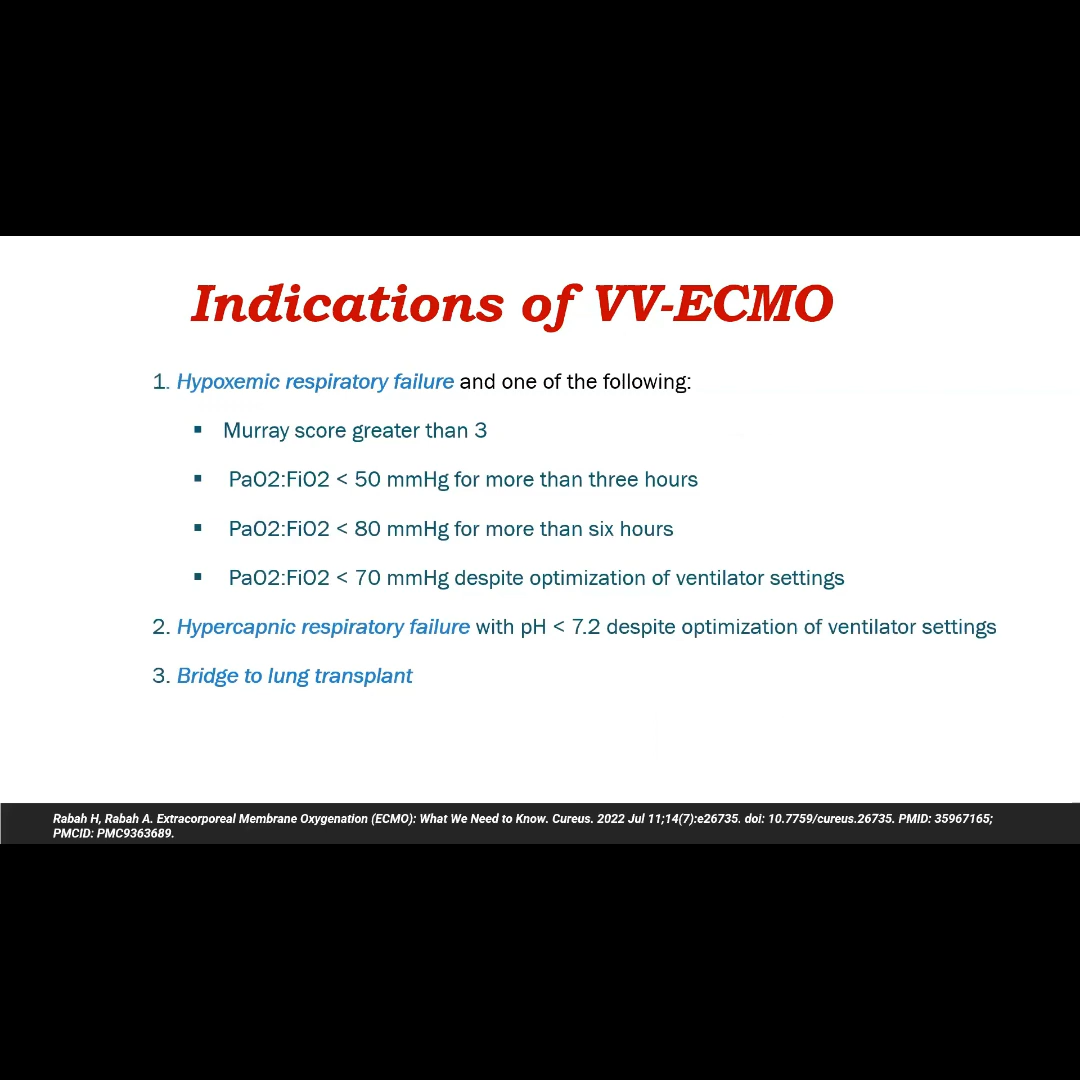 Indications of VV-ECMO
1. Hypoxemic respiratory failure and one of the following:
▪ Murray score greater than 3
▪ PaO2:FiO2 < 50 mmHg for more than three hours
▪ PaO2:FiO2 < 80 mmHg for more than six hours
▪ PaO2:FiO2 < 70 mmHg despite optimization of ventilator settings
2. Hypercapnic respiratory failure with pH < 7.2 despite optimization of ventilator settings
3. Bridge to lung transplant
Rabah H, Rabah A. Extracorporeal Membrane Oxygenation (ECMO): What We Need to Know. Cureus. 2022 Jul 11;14(7):e26735. doi: 10.7759/cureus.26735. PMID: 35967165;
PMCID: PMC9363689.